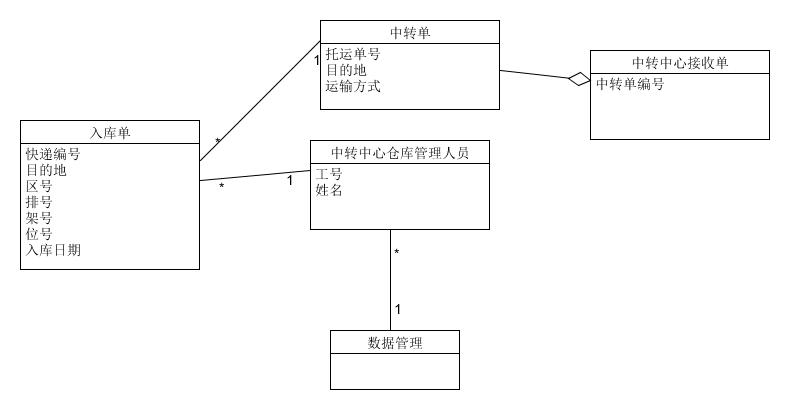 中转单
托运单号
目的地
运输方式
1
中转中心接收单
中转单编号
入库单
快递编号
目的地
区号
排号
架号
位号
入库日期
*
*
1
中转中心仓库管理人员
工号
姓名
*
1
数据管理